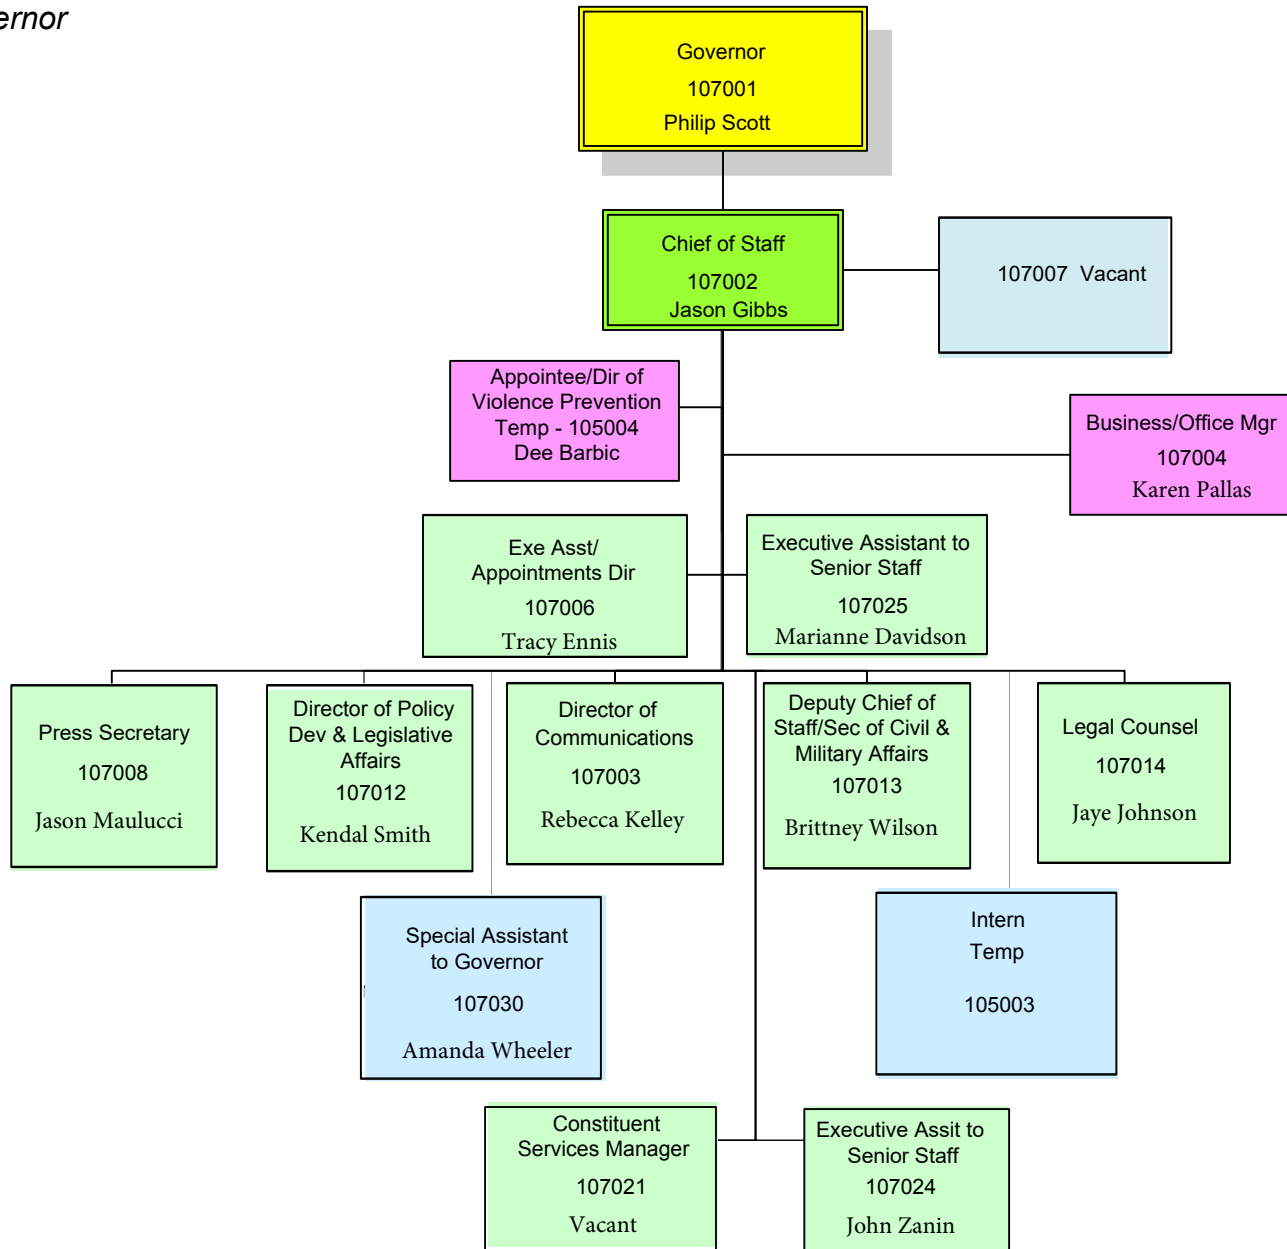 ernor
Governor
107001
Philip Scott
Chief of Staff
107002
Jason Gibbs
107007 Vacant
Appointee/Dir of
Violence Prevention
Temp - 105004
Dee Barbic
Business/Office Mgr
107004
Karen Pallas
Exe Asst/
Appointments Dir
107006
Tracy Ennis
Executive Assistant to
Senior Staff
107025
Marianne Davidson
Press Secretary
107008
Jason Maulucci
Director of Policy
Dev & Legislative
Affairs
107012
Kendal Smith
Director of
Communications
107003
Rebecca Kelley
Deputy Chief of
Staff/Sec of Civil &
Military Affairs
107013
Brittney Wilson
Legal Counsel
107014
Jaye Johnson
Special Assistant
to Governor
107030
Amanda Wheeler
Intern
Temp
105003
Constituent
Services Manager
107021
Vacant
Executive Assit to
Senior Staff
107024
John Zanin